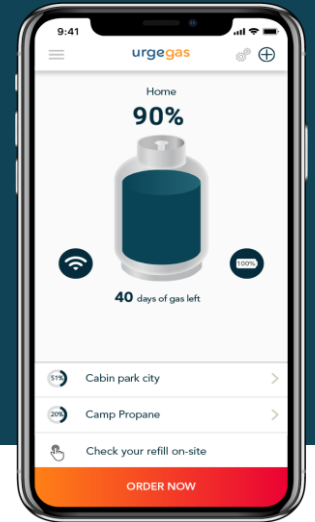 9:41
urgegas
Home
90%
100%
40 days of gas left
51% Cabin park city
20% Camp Propane
Check your refill on-site
ORDER NOW